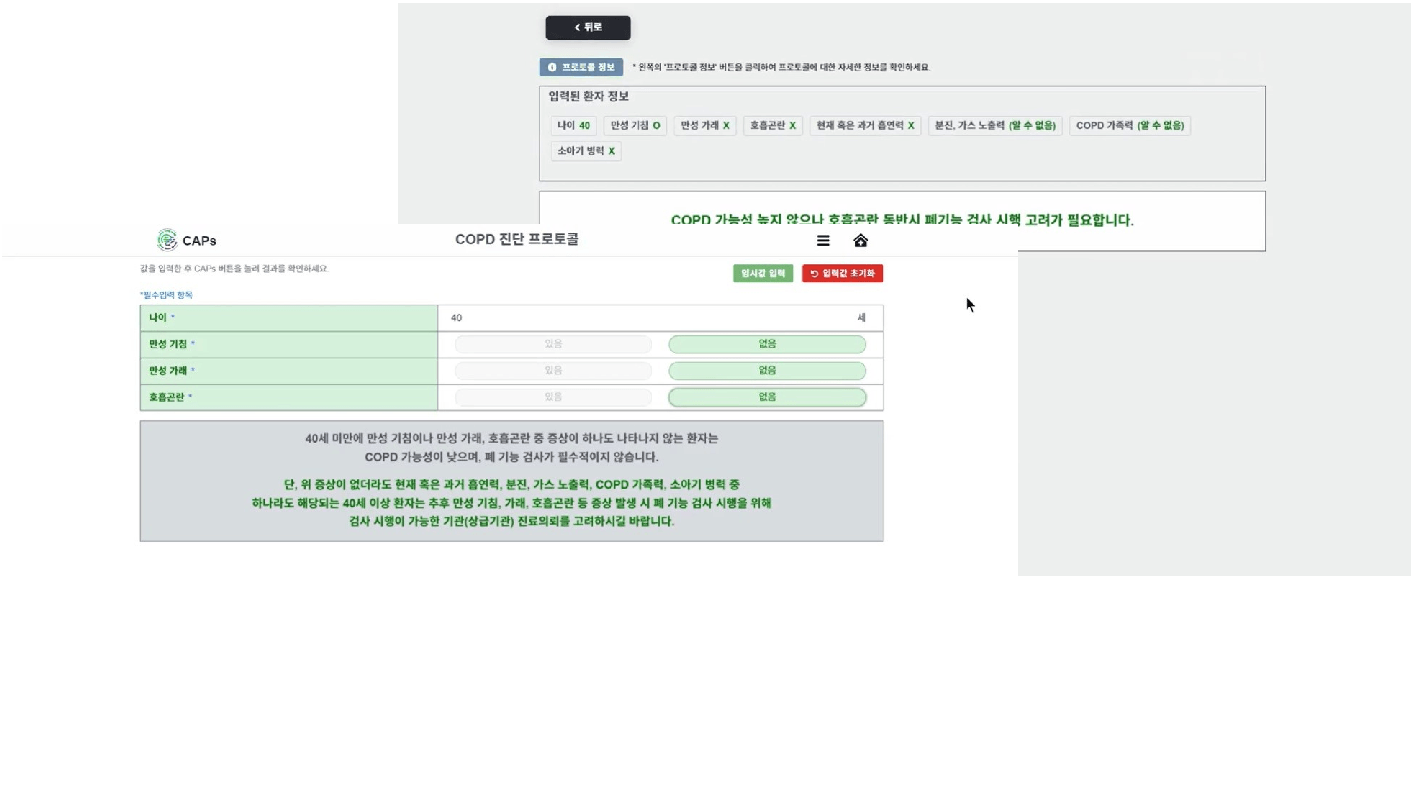 뒤로
프로토콜 정보 * 왼쪽의 '프로토콜 정보' 버튼을 클릭하여 프로토콜에 대한 자세한 정보를 확인하세요.
입력된 환자 정보
나이 40 만성 기침 O 만성 가래 X 호흡곤란 X 현재 혹은 과거 흡연력 X 분진, 가스 노출력 (알 수 없음) COPD 가족력 (알 수 없음)
소아기 병력 X
COPD 가능성 높지 않으나 호흡곤란 동반시 폐기능 검사 시행 고려가 필요합니다.
CAPs COPD 진단 프로토콜
값을 입력한 후 CAPs 버튼을 눌러 결과를 확인하세요.
임시값 입력 입력값 초기화
*필수입력 항목
나이 * 40 세
만성 기침 * 있음 없음
만성 가래 * 있음 없음
호흡곤란 * 있음 없음
40세 미만에 만성 기침이나 만성 가래, 호흡곤란 중 증상이 하나도 나타나지 않는 환자는
COPD 가능성이 낮으며, 폐 기능 검사가 필수적이지 않습니다.
단, 위 증상이 없더라도 현재 혹은 과거 흡연력, 분진, 가스 노출력, COPD 가족력, 소아기 병력 중
하나라도 해당되는 40세 이상 환자는 추후 만성 기침, 가래, 호흡곤란 등 증상 발생 시 폐 기능 검사 시행을 위해
검사 시행이 가능한 기관(상급기관) 진료의뢰를 고려하시길 바랍니다.